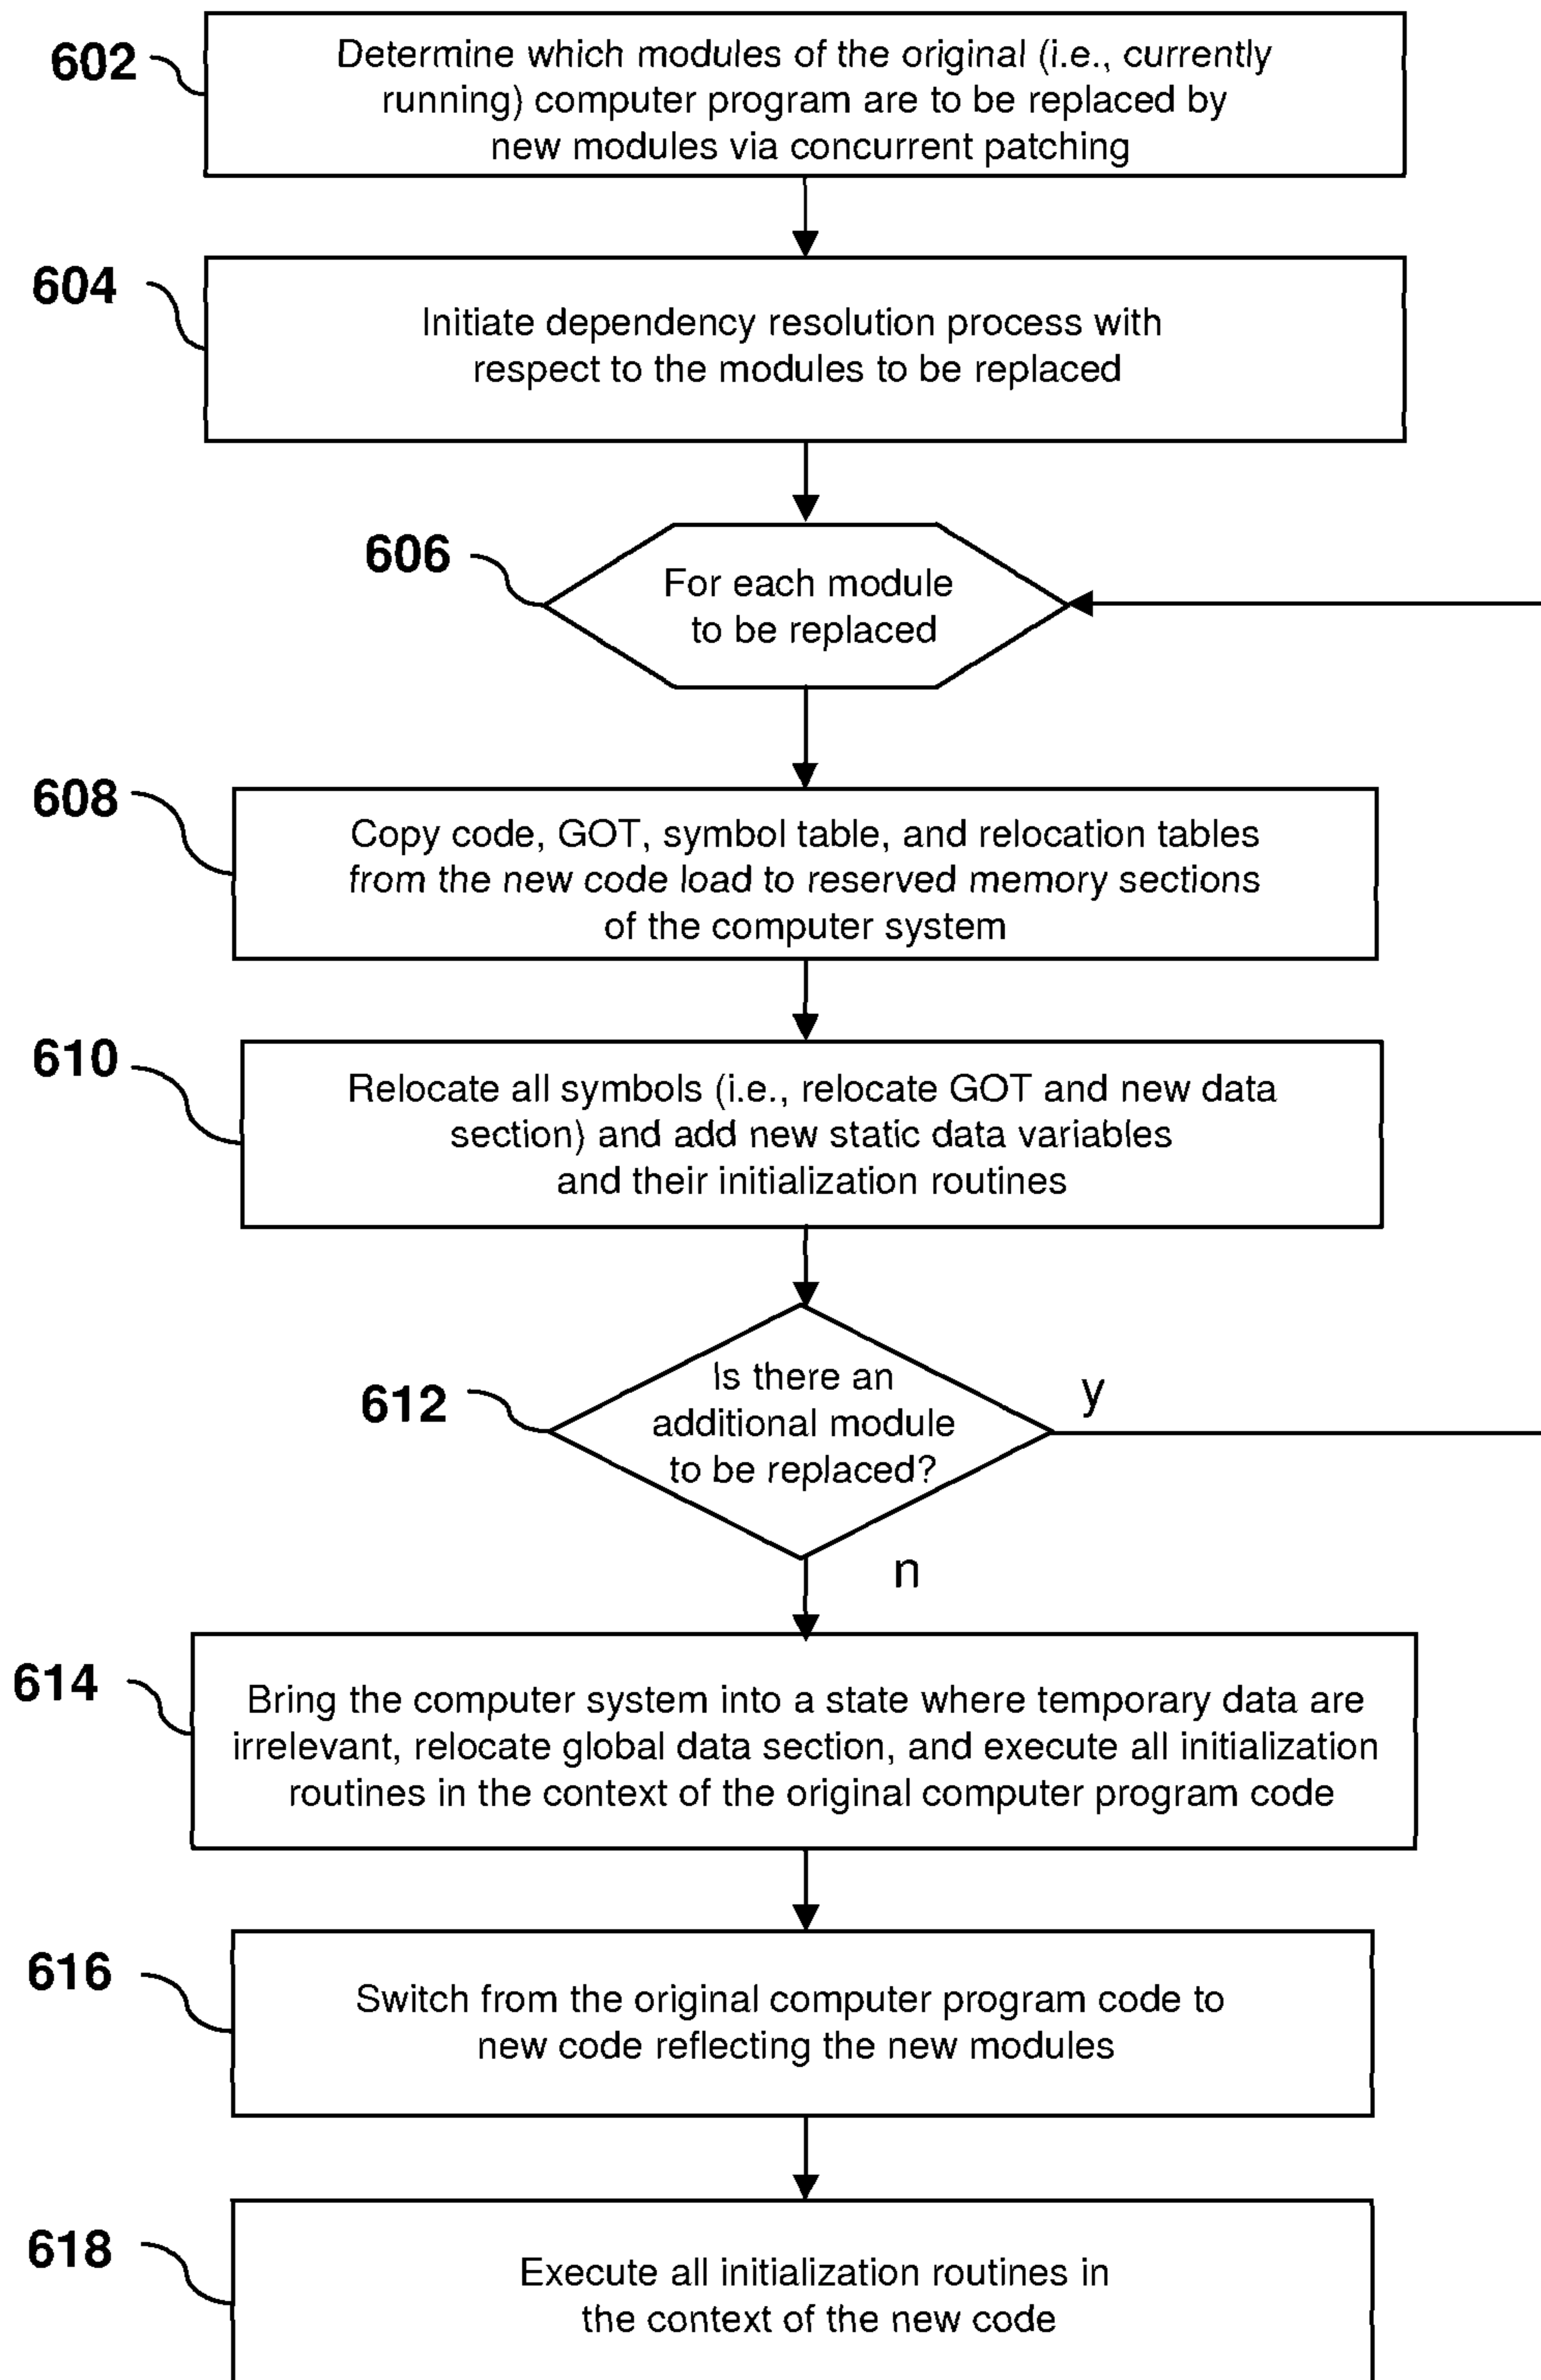 602
Determine which modules of the original (i.e., currently
running) computer program are to be replaced by
new modules via concurrent patching
604
Initiate dependency resolution process with
respect to the modules to be replaced
606
For each module
to be replaced
608
Copy code, GOT, symbol table, and relocation tables
from the new code load to reserved memory sections
of the computer system
610
Relocate all symbols (i.e., relocate GOT and new data
section) and add new static data variables
and their initialization routines
612
Is there an
additional module
to be replaced?
y
n
614
Bring the computer system into a state where temporary data are
irrelevant, relocate global data section, and execute all initialization
routines in the context of the original computer program code
616
Switch from the original computer program code to
new code reflecting the new modules
618
Execute all initialization routines in
the context of the new code